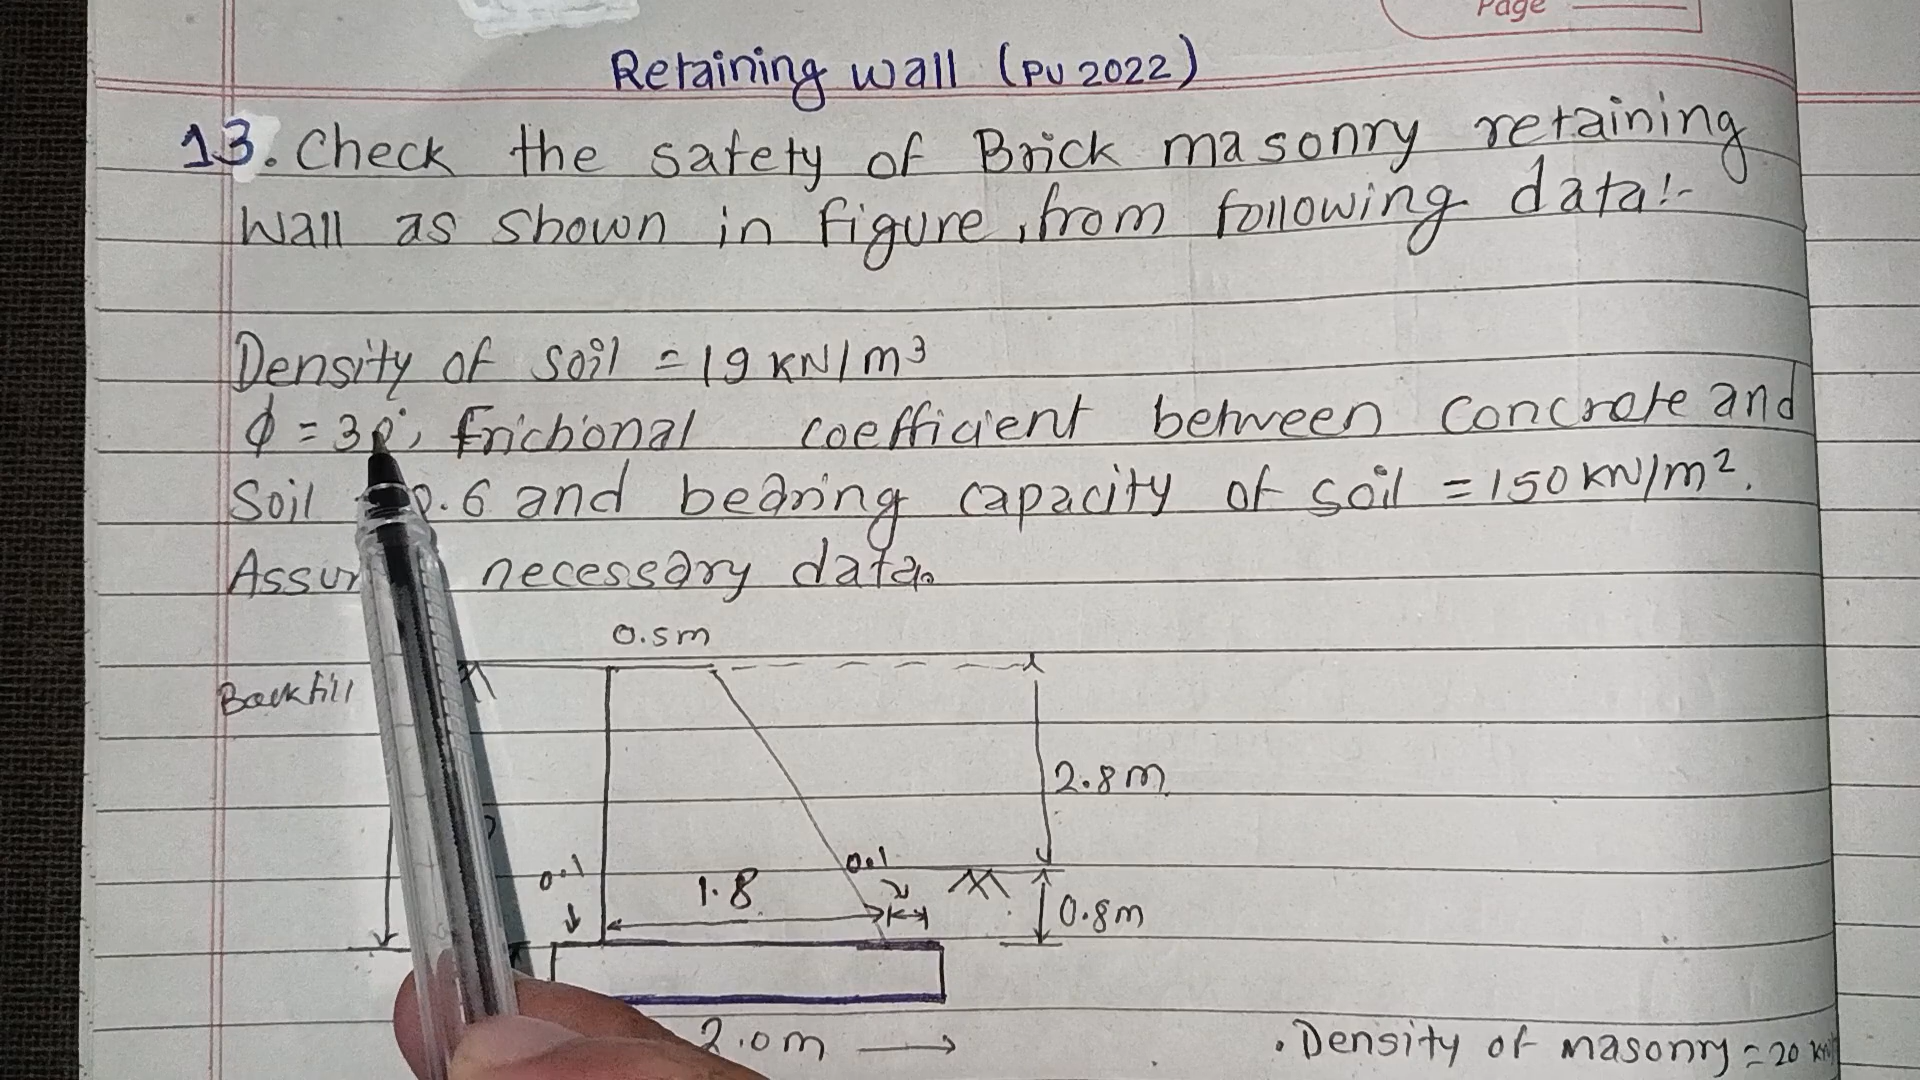 Page
Retaining wall (PU 2022)
13. Check the safety of Brick masonry retaining
Wall as shown in figure, from following data:-
Density of soil = 19 KN/m³
ϕ = 30°, frictional coefficient between concrete and
Soil 0.6 and bearing capacity of soil = 150 kN/m².
necessary data.
0.5m
Backfill
2.8m
0.1
0.1
1.8
0.8m
2.0m
Density of masonry = 20